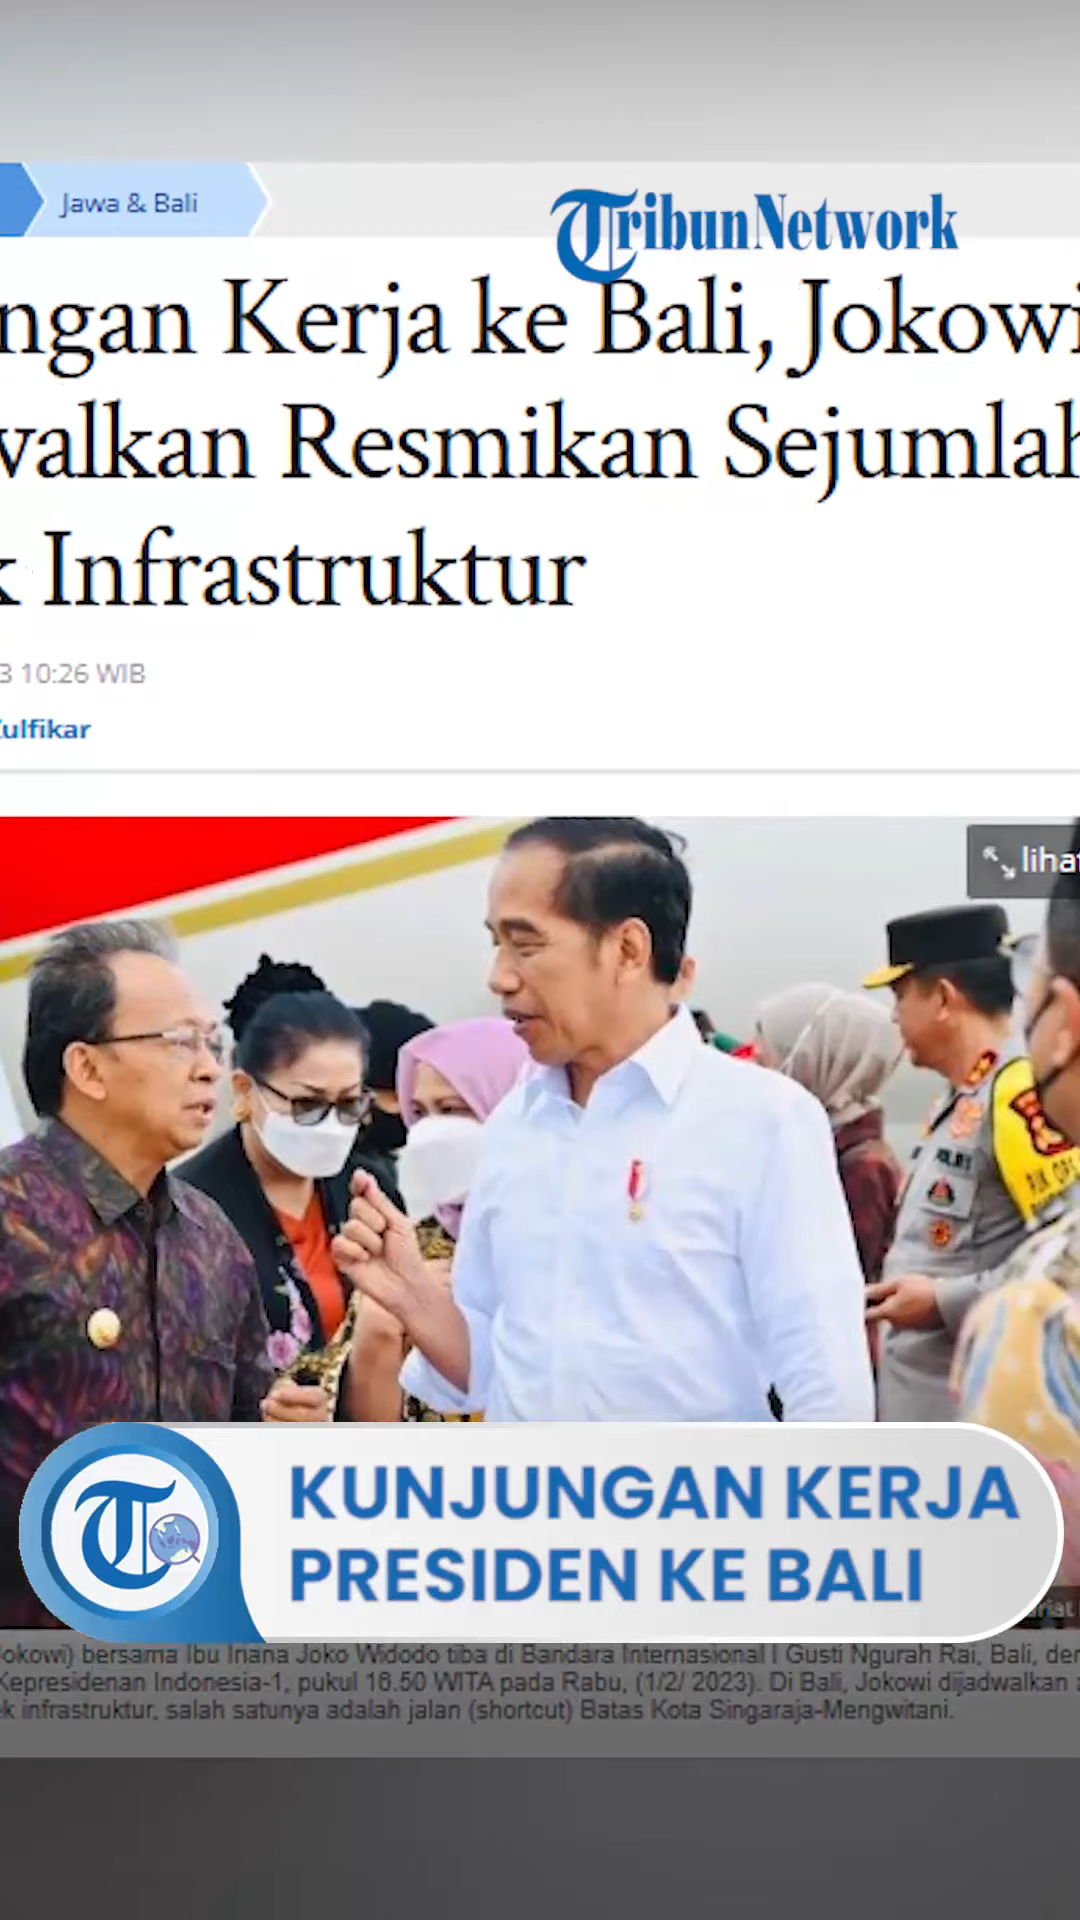 Jawa & Bali
TribunNetwork
ngan Kerja ke Bali, Jokowi
walkan Resmikan Sejumlah
k Infrastruktur
3 10:26 WIB
ulfikar
lihat
KUNJUNGAN KERJA
PRESIDEN KE BALI
Jokowi) bersama Ibu Iriana Joko Widodo tiba di Bandara Internasional I Gusti Ngurah Rai, Bali, den
Kepresidenan Indonesia-1, pukul 16.50 WITA pada Rabu, (1/2/ 2023). Di Bali, Jokowi dijadwalkan a
k infrastruktur, salah satunya adalah jalan (shortcut) Batas Kota Singaraja-Mengwitani.